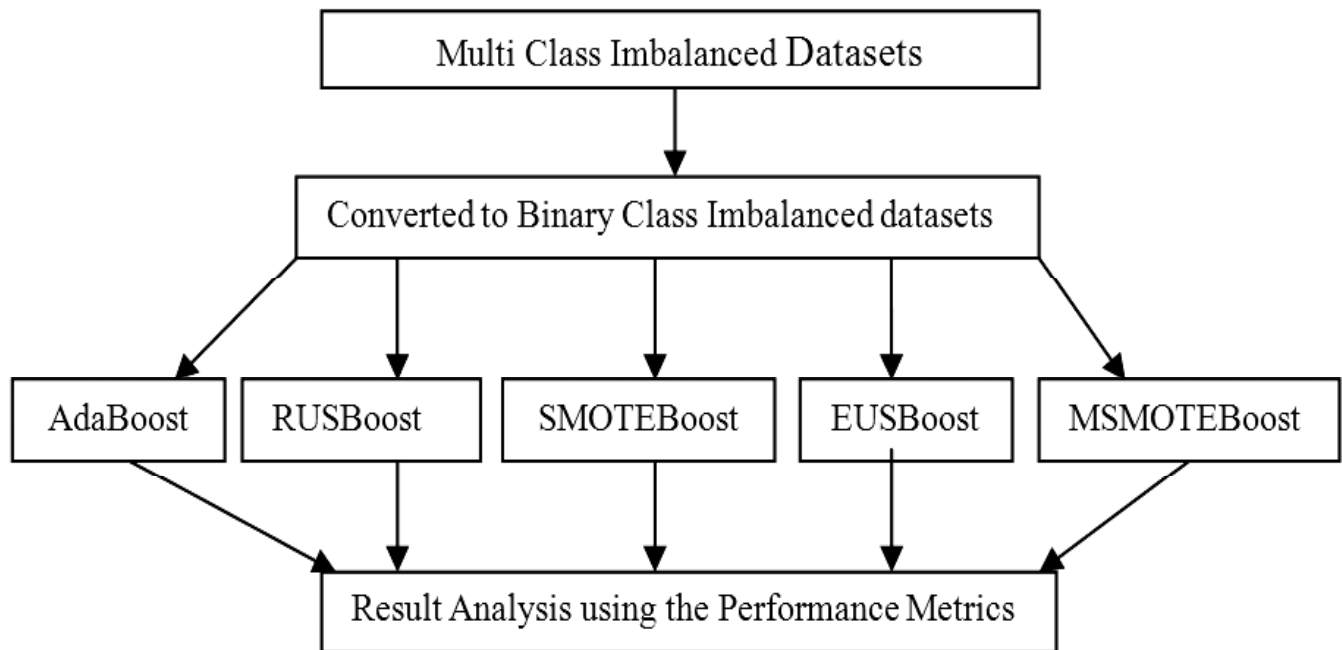 Multi Class Imbalanced Datasets
Converted to Binary Class Imbalanced datasets
AdaBoost
RUSBoost
SMOTEBoost
EUSBoost
MSMOTEBoost
Result Analysis using the Performance Metrics